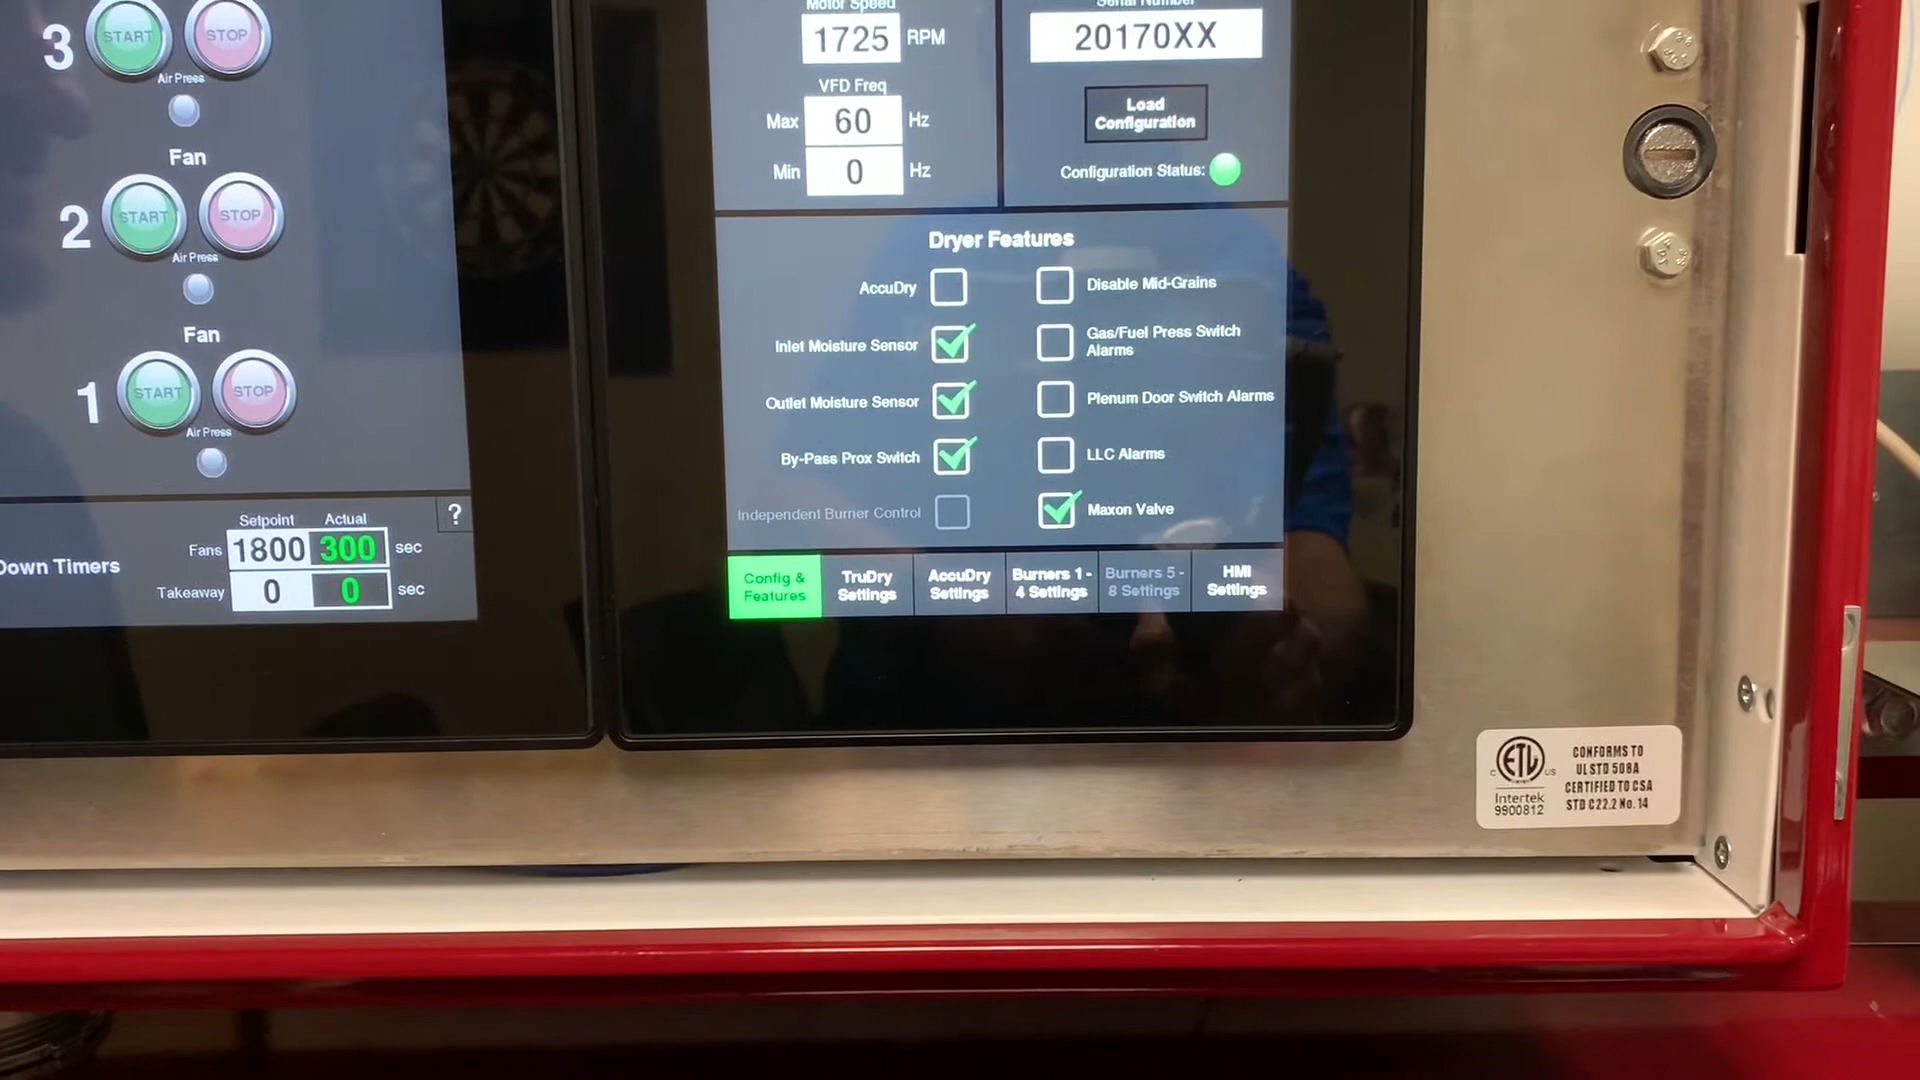 3
START
STOP
Air Press
Fan
2
START
STOP
Air Press
Fan
1
START
STOP
Air Press
?
Setpoint Actual
Down Timers
Fans 1800 300 sec
Takeaway 0 0 sec
Motor Speed
1725 RPM
VFD Freq
Max 60 Hz
Min 0 Hz
Serial Number
20170XX
Load
Configuration
Configuration Status:
Dryer Features
AccuDry
Inlet Moisture Sensor
Outlet Moisture Sensor
By-Pass Prox Switch
Independent Burner Control
Disable Mid-Grains
Gas/Fuel Press Switch
Alarms
Plenum Door Switch Alarms
LLC Alarms
Maxon Valve
Config &
Features
TruDry
Settings
AccuDry
Settings
Burners 1 -
4 Settings
Burners 5 -
8 Settings
HMI
Settings
C ETL US
Intertek
9900812
CONFORMS TO
UL STD 508A
CERTIFIED TO CSA
STD C22.2 No. 14